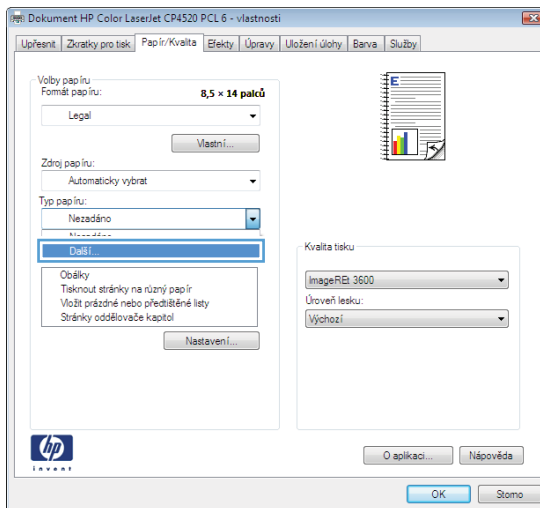 Dokument HP Color LaserJet CP4520 PCL 6 - vlastnosti
Upřesnit Zkratky pro tisk Papír/Kvalita Efekty Úpravy Uložení úlohy Barva Služby
Volby papíru
Formát papíru: 8,5 × 14 palců
Legal
Vlastní...
Zdroj papíru:
Automaticky vybrat
Typ papíru:
Nezadáno
Nezadáno
Další...
Obálky
Tisknout stránky na různý papír
Vložit prázdné nebo předtištěné listy
Stránky oddělovače kapitol
Nastavení...
E
Kvalita tisku
ImageREt 3600
Úroveň lesku:
Výchozí
hp
invent
O aplikaci... Nápověda
OK Storno